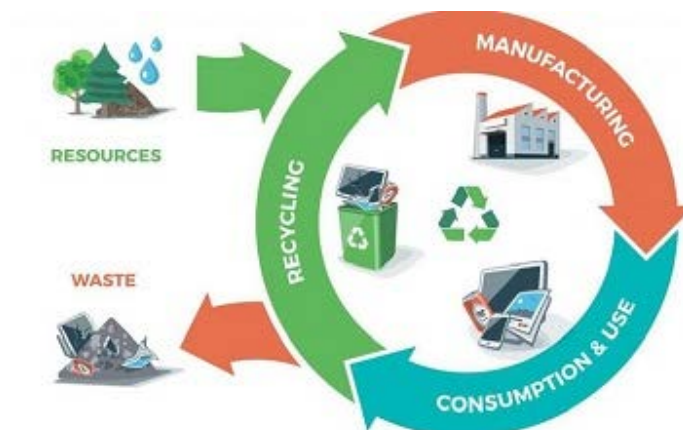 MANUFACTURING
RESOURCES
RECYCLING
WASTE
CONSUMPTION & USE